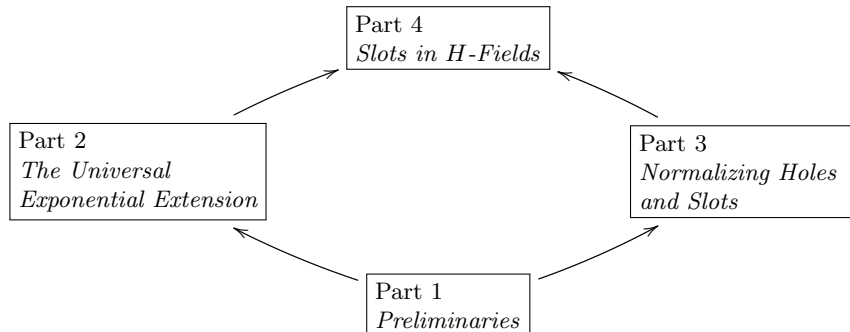 Part 4
Slots in H-Fields
Part 2
The Universal
Exponential Extension
Part 3
Normalizing Holes
and Slots
Part 1
Preliminaries